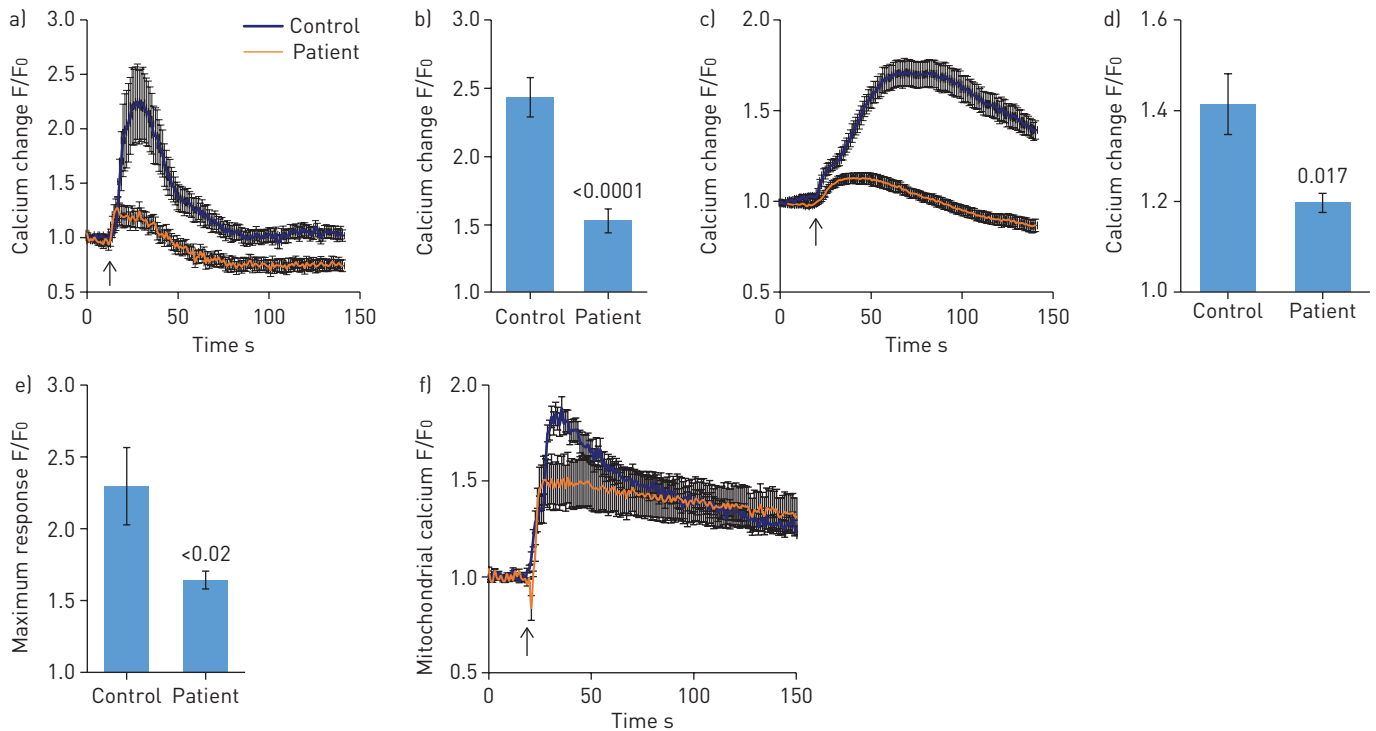 a)
Calcium change F/F0
3.0
2.5
2.0
1.5
1.0
0.5
0
50
100
150
Time s
Control
Patient
b)
Calcium change F/F0
3.0
2.5
2.0
1.5
1.0
<0.0001
Control
Patient
c)
Calcium change F/F0
2.0
1.5
1.0
0.5
0
50
100
150
Time s
d)
Calcium change F/F0
1.6
1.4
1.2
1.0
0.017
Control
Patient
e)
Maximum response F/F0
3.0
2.5
2.0
1.5
1.0
<0.02
Control
Patient
f)
Mitochondrial calcium F/F0
2.0
1.5
1.0
0.5
0
50
100
150
Time s